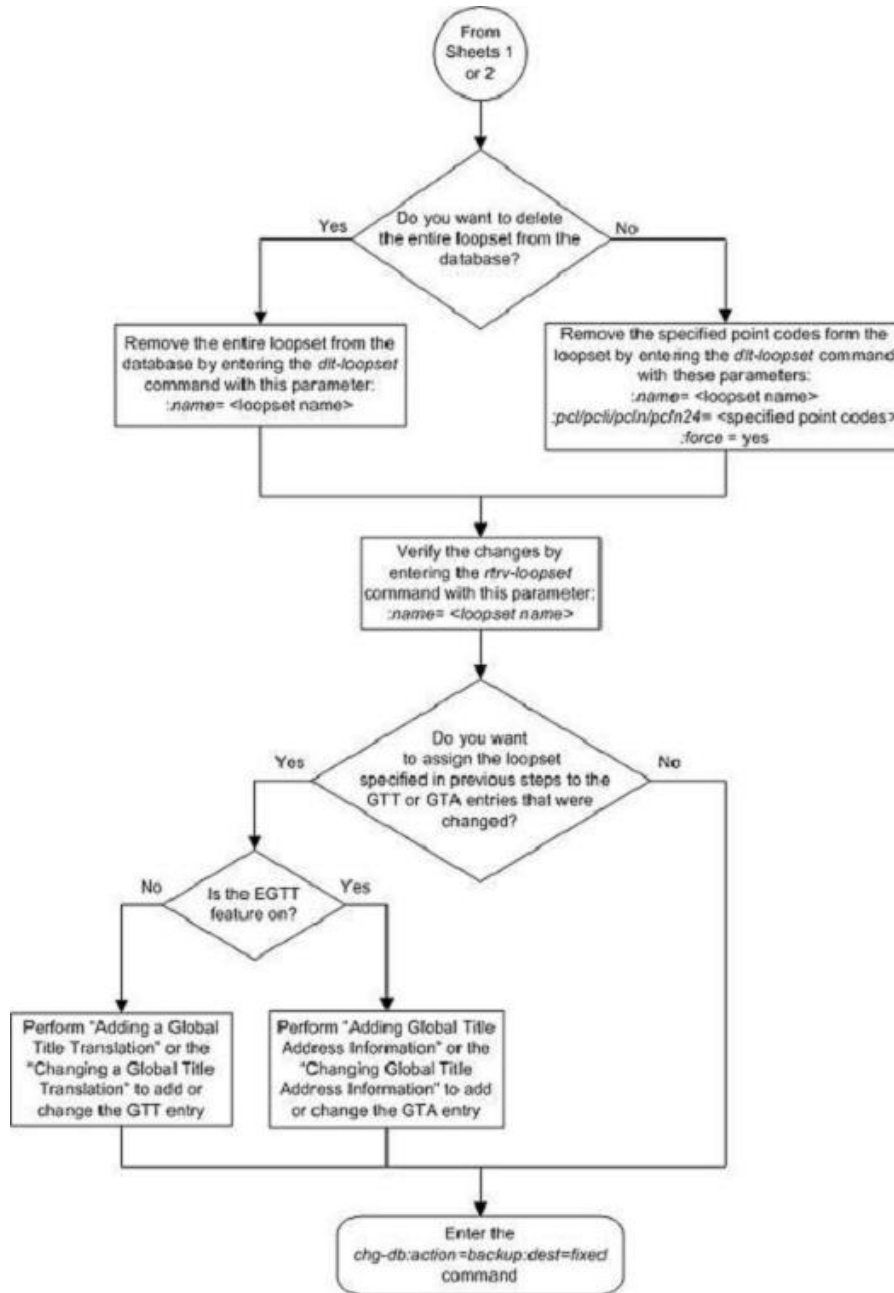 From
Sheets 1
or 2
Do you want to delete
the entire loopset from the
database?
Yes
No
Remove the entire loopset from the
database by entering the dlt-loopset
command with this parameter:
:name= <loopset name>
Remove the specified point codes form the
loopset by entering the dlt-loopset command
with these parameters:
:name= <loopset name>
:pcl/pcli/pcln/pcln24= <specified point codes>
:force = yes
Verify the changes by
entering the rtrv-loopset
command with this parameter:
:name= <loopset name>
Do you want
to assign the loopset
specified in previous steps to the
GTT or GTA entries that were
changed?
Yes
No
Is the EGTT
feature on?
No
Yes
Perform "Adding a Global
Title Translation" or the
"Changing a Global Title
Translation" to add or
change the GTT entry
Perform "Adding Global Title
Address Information" or the
"Changing Global Title
Address Information" to add
or change the GTA entry
Enter the
chg-db:action=backup:dest=fixed
command